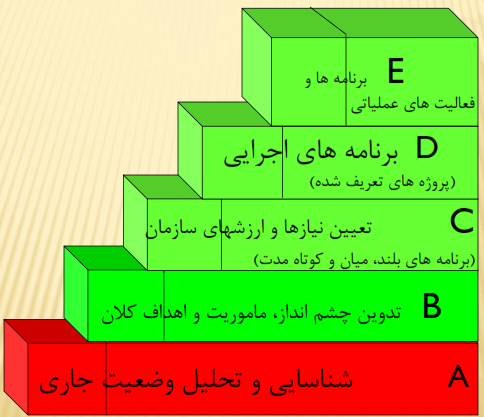 E برنامه ها و
فعالیت های عملیاتی
D برنامه های اجرایی
(پروژه های تعریف شده)
C تعیین نیازها و ارزشهای سازمان
(برنامه های بلند، میان و کوتاه مدت)
B تدوین چشم انداز، ماموریت و اهداف کلان
A شناسایی و تحلیل وضعیت جاری